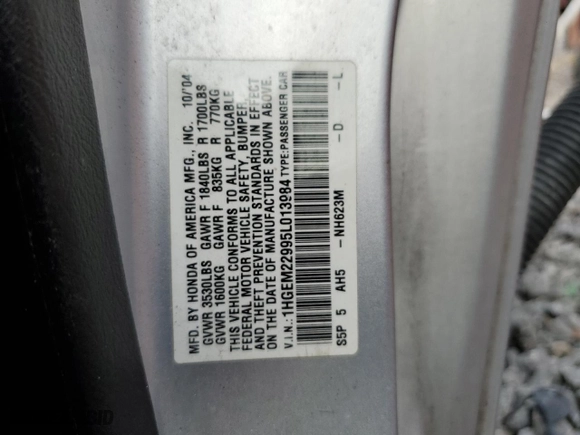 MFD. BY HONDA OF AMERICA MFG., INC. 10/'04
GVWR 3530LBS GAWR F 1840LBS R 1700LBS
GVWR 1600KG GAWR F 835KG R 770KG
THIS VEHICLE CONFORMS TO ALL APPLICABLE
FEDERAL MOTOR VEHICLE SAFETY, BUMPER,
AND THEFT PREVENTION STANDARDS IN EFFECT
ON THE DATE OF MANUFACTURE SHOWN ABOVE.
V.I.N.: 1HGEM22995L013984 TYPE: PASSENGER CAR
S5P 5 AH5 -NH623M -D -L